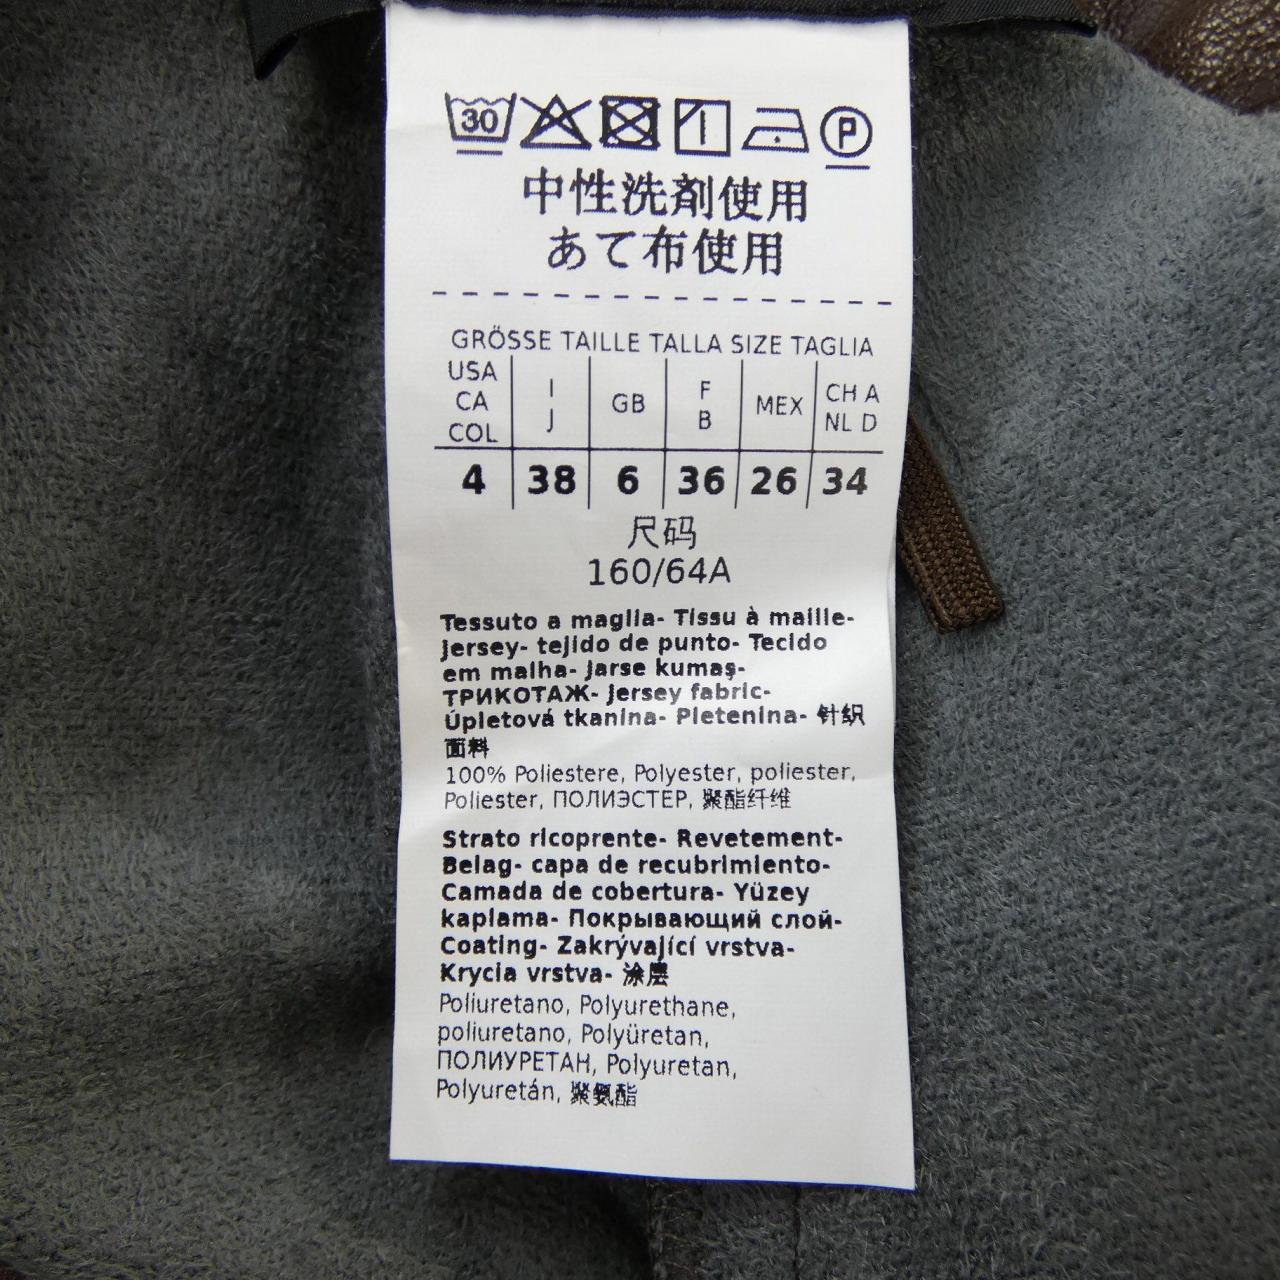 30 P
中性洗剤使用
あて布使用
GRÖSSE TAILLE TALLA SIZE TAGLIA
USA CA COL I J GB F B MEX CH A NL D
4 38 6 36 26 34
尺码
160/64A
Tessuto a maglia- Tissu à maille-
Jersey- tejido de punto- Tecido
em malha- Jarse kumaş-
ТРИКОТАЖ- Jersey fabric-
Úpletová tkanina- Pletenina- 针织
面料
100% Poliestere, Polyester, poliester,
Poliester, ПОЛИЭСТЕР, 聚酯纤维
Strato ricoprente- Revetement-
Belag- capa de recubrimiento-
Camada de cobertura- Yüzey
kaplama- Покрывающий слой-
Coating- Zakrývající vrstva-
Krycia vrstva- 涂层
Poliuretano, Polyurethane,
poliuretano, Polyüretan,
ПОЛИУРЕТАН, Polyuretan,
Polyuretán, 聚氨酯